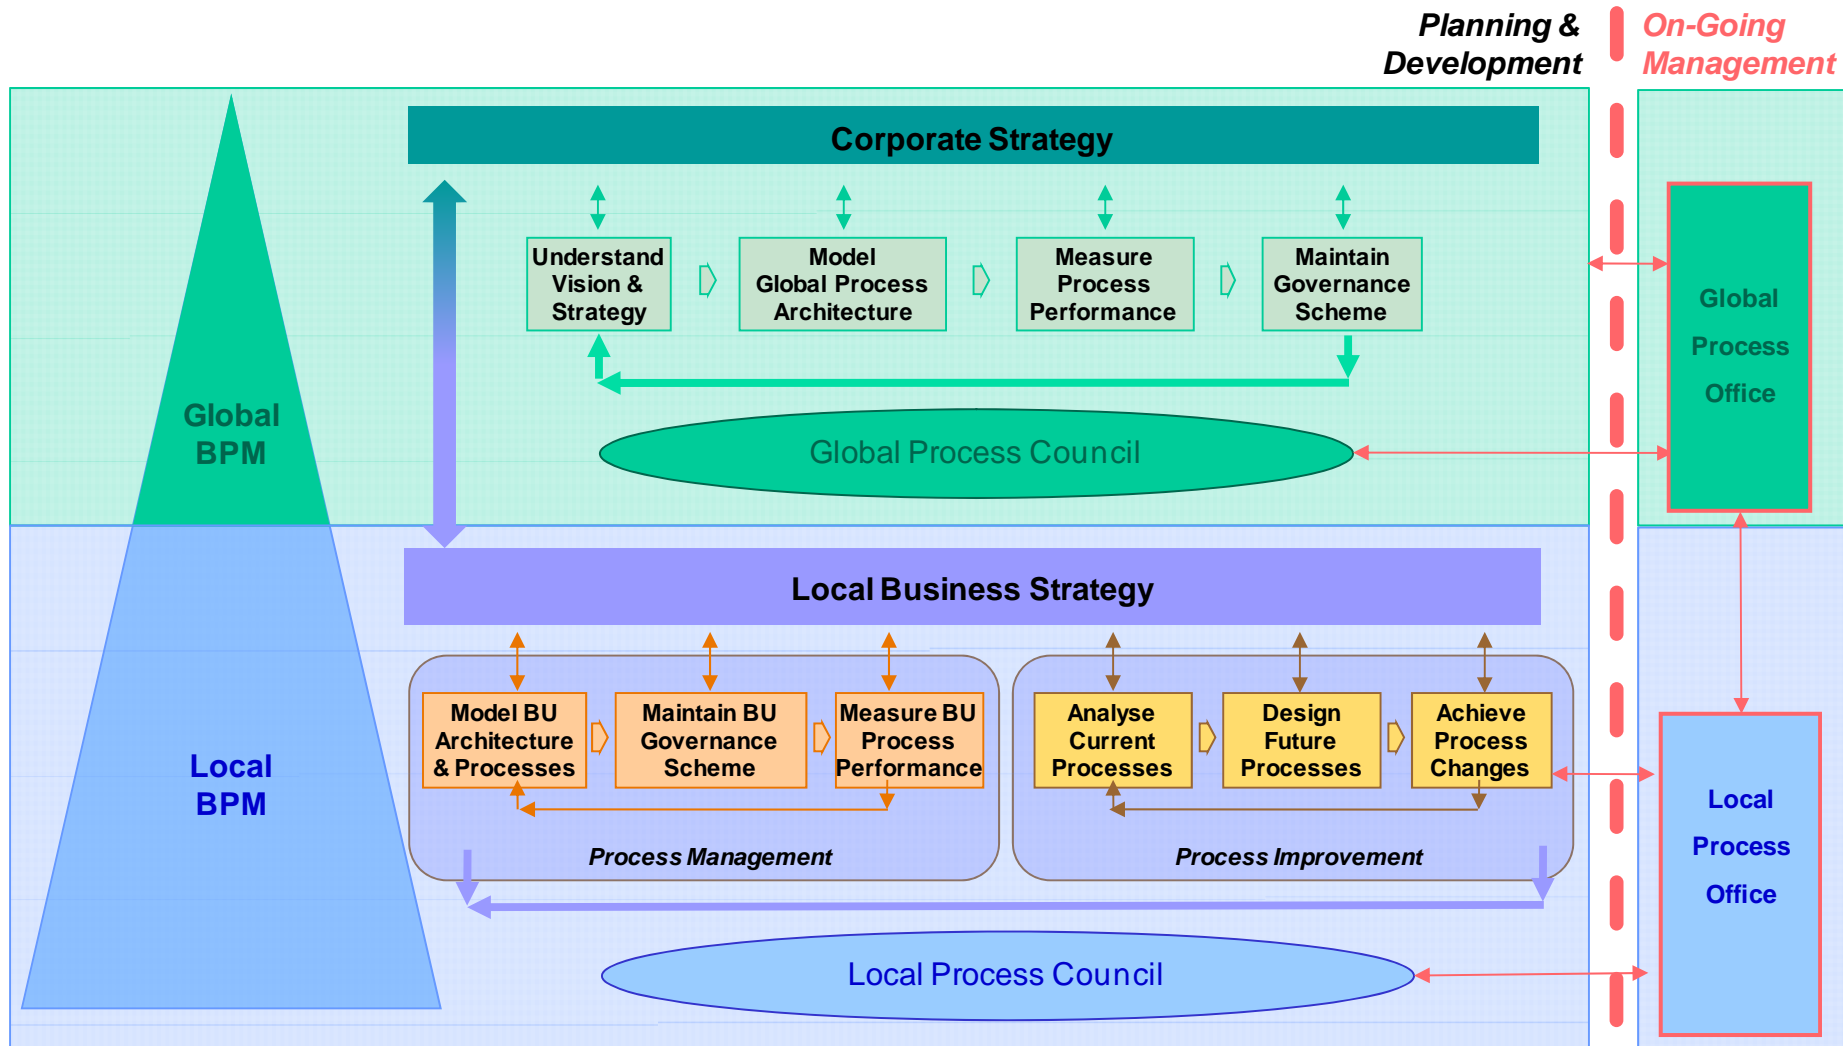 Planning &
Development
On-Going
Management
Corporate Strategy
Understand
Vision &
Strategy
Model
Global Process
Architecture
Measure
Process
Performance
Maintain
Governance
Scheme
Global
Process
Office
Global
BPM
Global Process Council
Local Business Strategy
Model BU
Architecture
& Processes
Maintain BU
Governance
Scheme
Measure BU
Process
Performance
Analyse
Current
Processes
Design
Future
Processes
Achieve
Process
Changes
Local
BPM
Process Management
Process Improvement
Local
Process
Office
Local Process Council